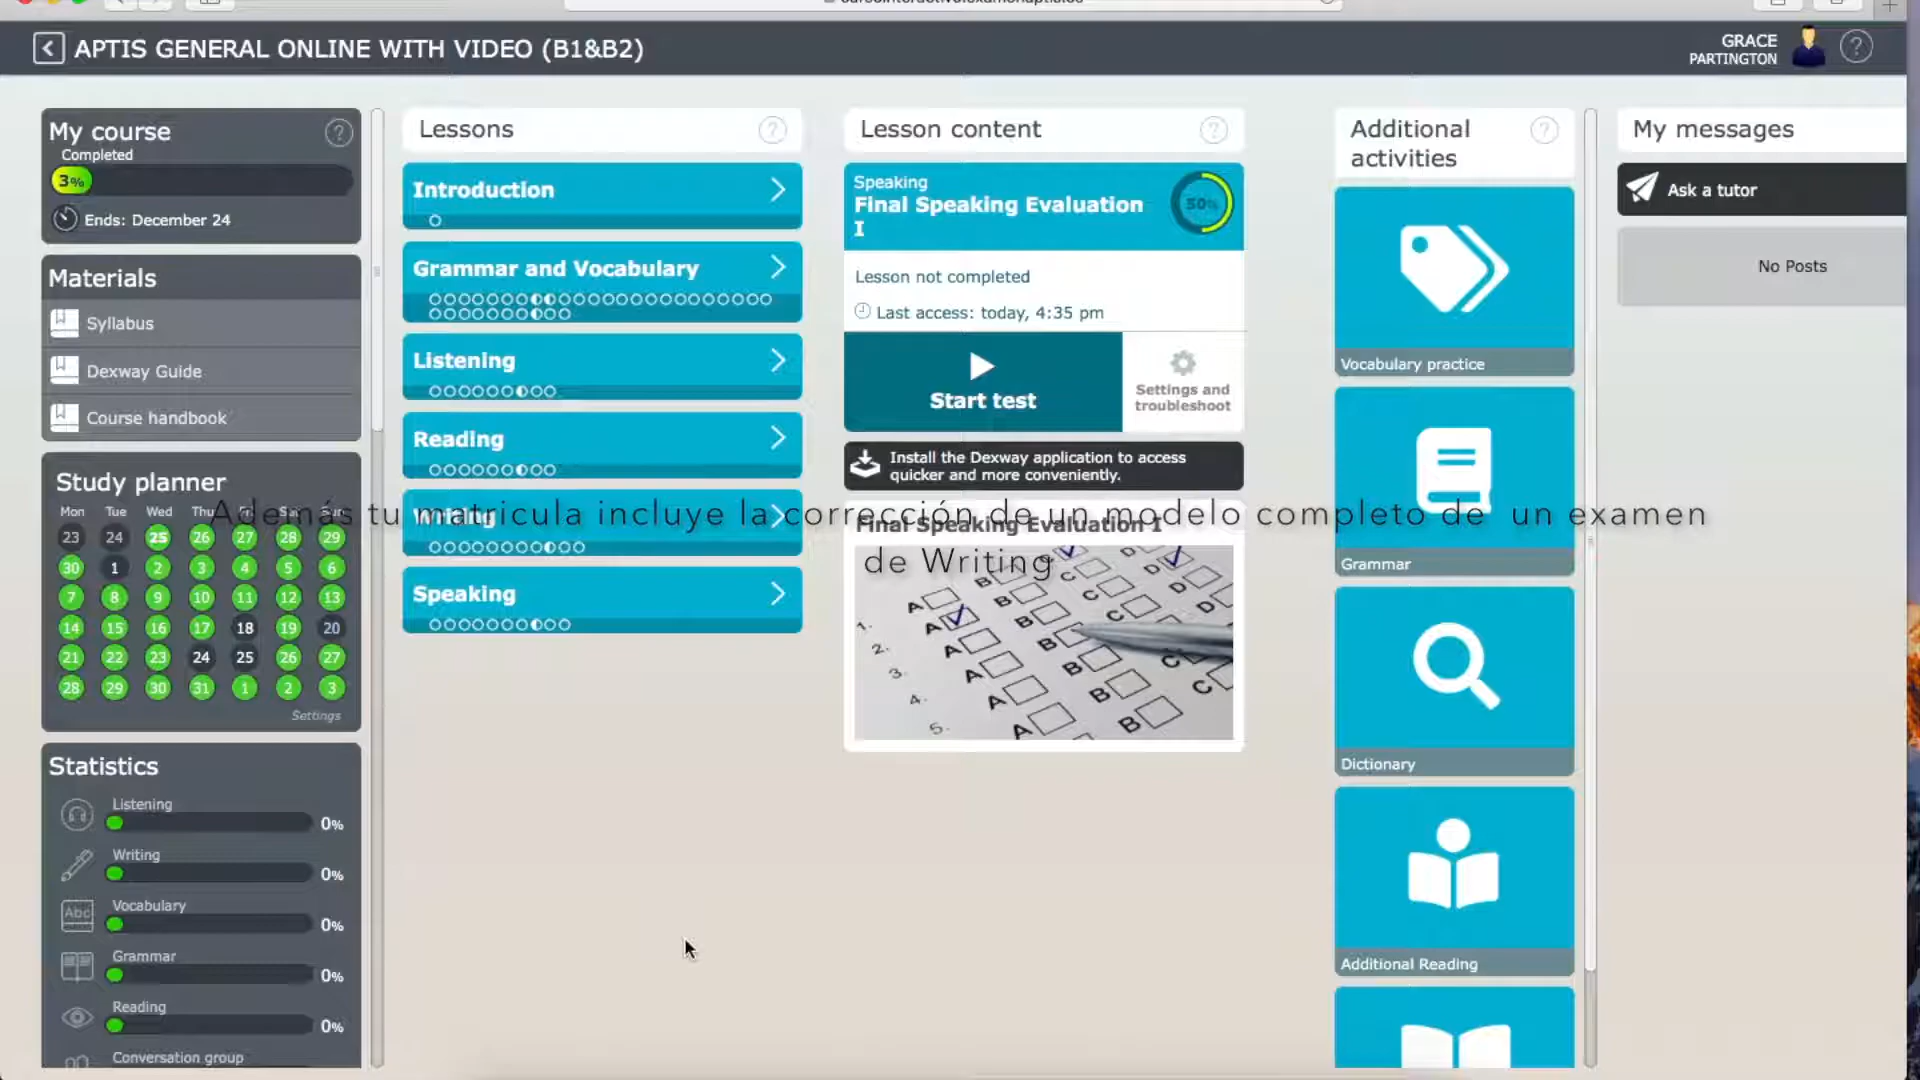 APTIS GENERAL ONLINE WITH VIDEO (B1&B2)
GRACE
PARTINGTON
My course
Completed
3%
Ends: December 24
Materials
Syllabus
Dexway Guide
Course handbook
Study planner
Mon Tue Wed Thu Fri Sat Sun
23 24 25 26 27 28 29
30 1 2 3 4 5 6
7 8 9 10 11 12 13
14 15 16 17 18 19 20
21 22 23 24 25 26 27
28 29 30 31 1 2 3
Settings
Statistics
Listening
0%
Writing
0%
Abc
Vocabulary
0%
Grammar
0%
Reading
0%
Conversation group
Lessons
Introduction
Grammar and Vocabulary
Listening
Reading
Writing
Speaking
Lesson content
Speaking
Final Speaking Evaluation
I
50%
Lesson not completed
Last access: today, 4:35 pm
Start test
Settings and
troubleshoot
Install the Dexway application to access
quicker and more conveniently.
Final Speaking Evaluation I
Además tu matricula incluye la corrección de un modelo completo de un examen
de Writing
Additional
activities
Vocabulary practice
Grammar
Dictionary
Additional Reading
My messages
Ask a tutor
No Posts